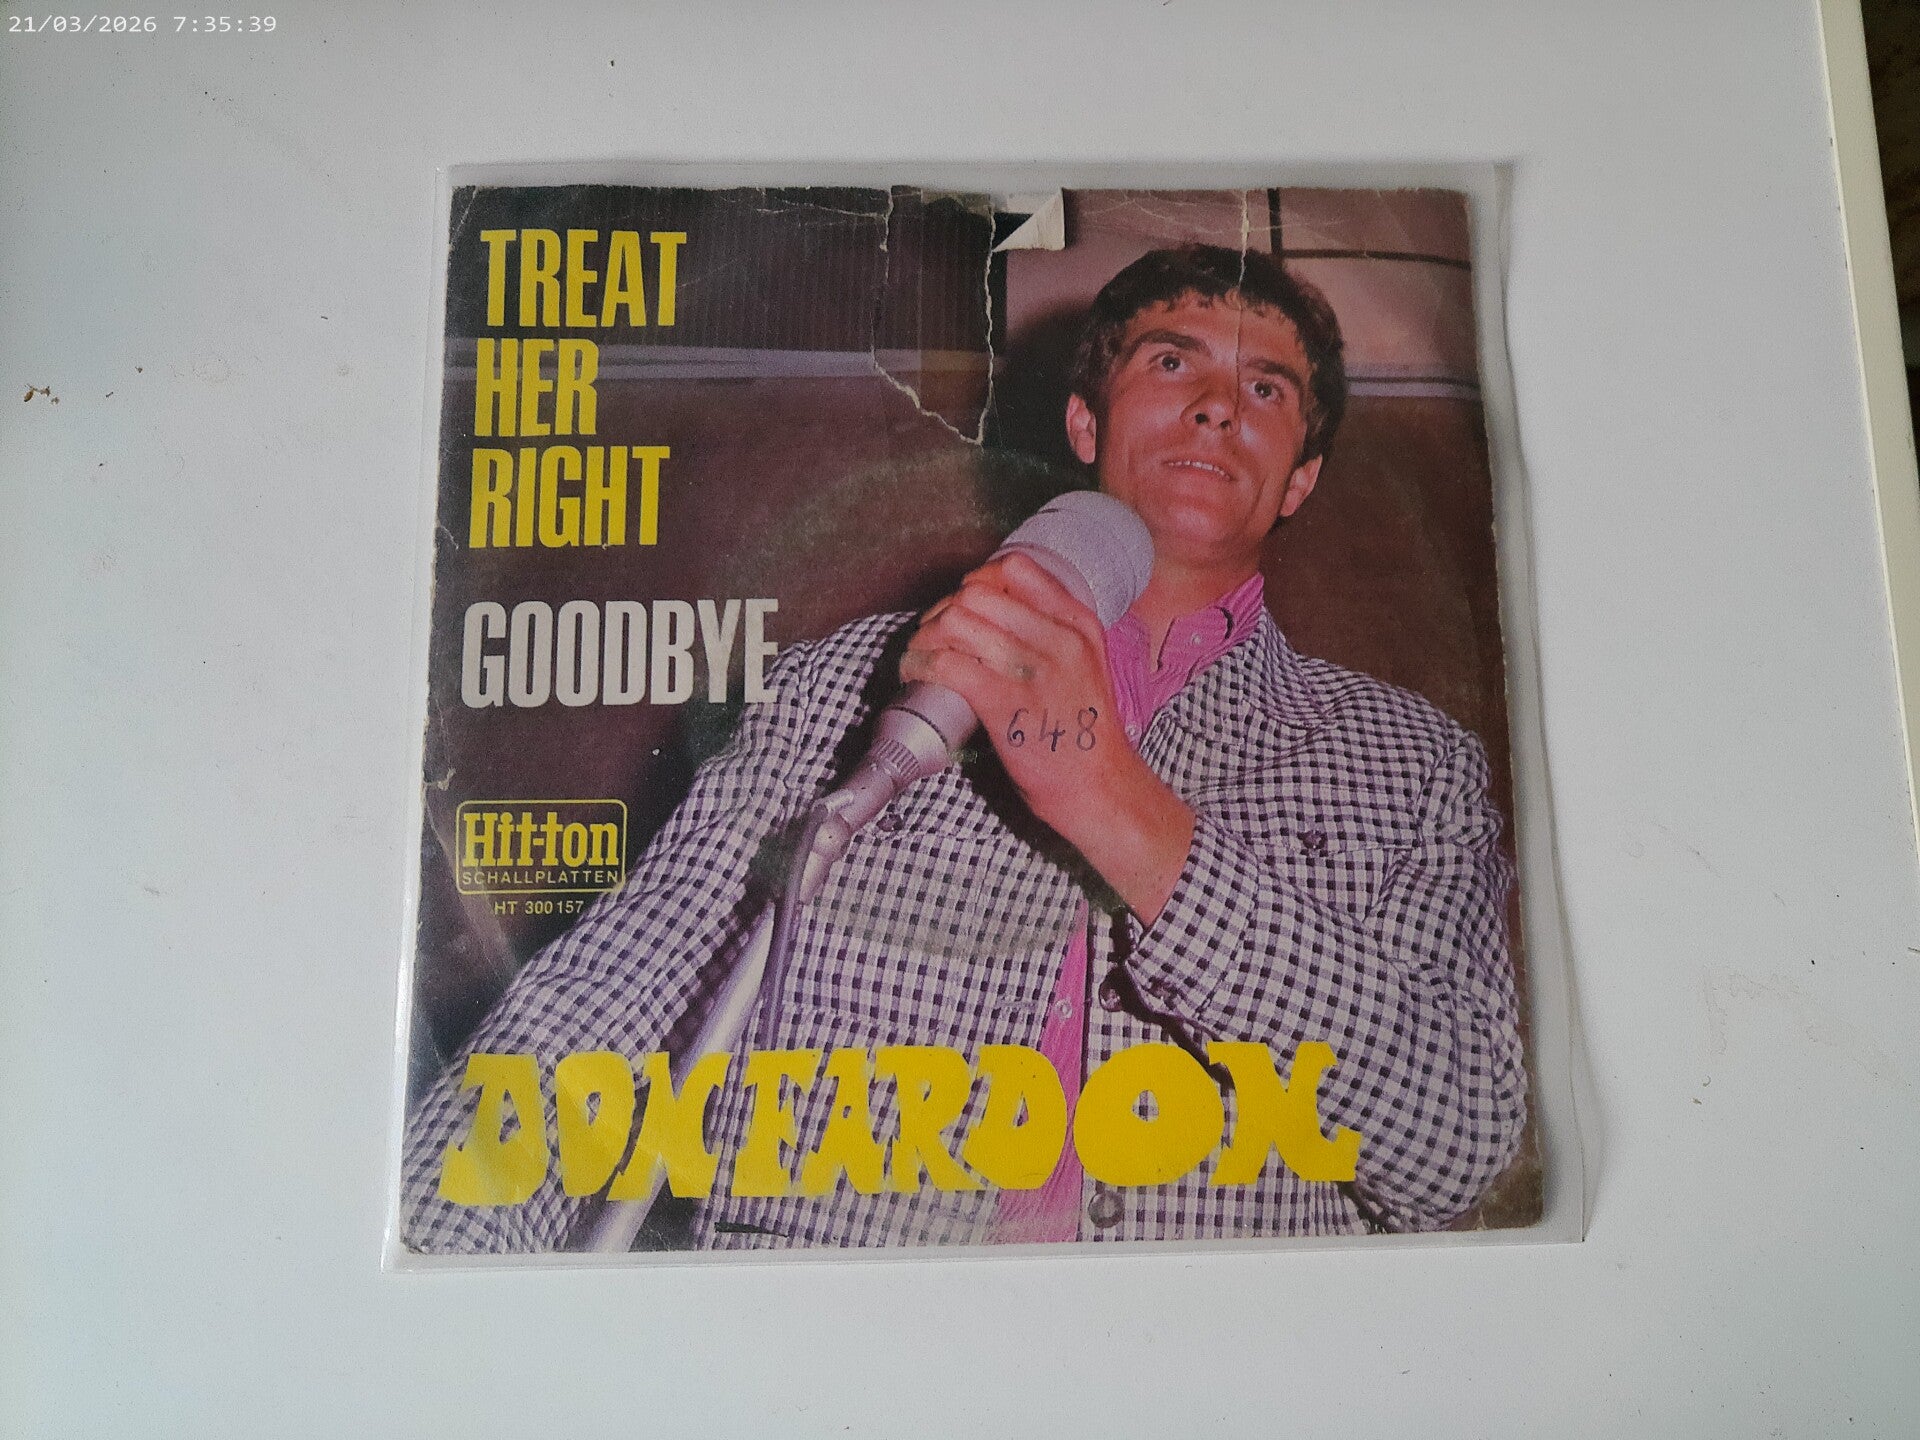 21/03/2026 7:35:39
TREAT
HER
RIGHT
GOODBYE
648
Hit-ton
SCHALLPLATTEN
HT 300 157
DON FARDON